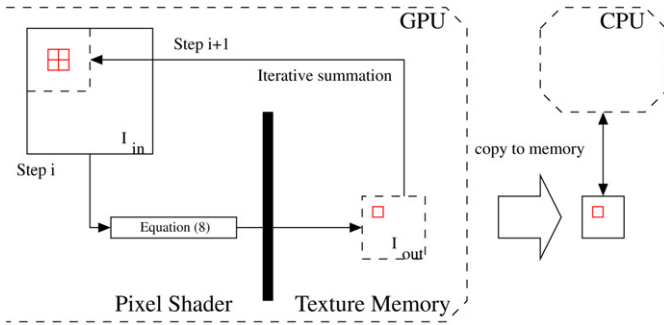 GPU
CPU
Step i+1
Iterative summation
I in
Step i
copy to memory
Equation (8)
I out
Pixel Shader
Texture Memory